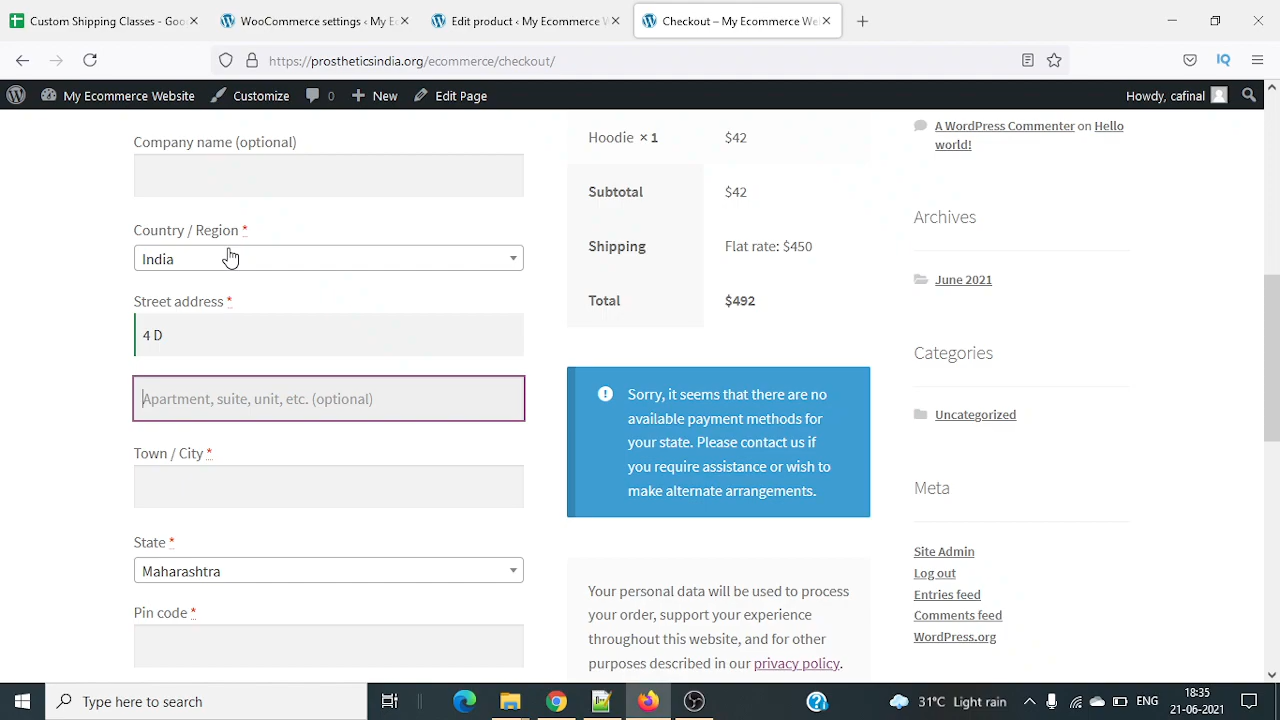 Custom Shipping Classes - Goo
WooCommerce settings ‹ My E
Edit product ‹ My Ecommerce W
Checkout – My Ecommerce We
https://prostheticsindia.org/ecommerce/checkout/
IQ
My Ecommerce Website
Customize
0
New
Edit Page
Howdy, cafinal
Company name (optional)
Country / Region *
India
Street address *
4 D
Apartment, suite, unit, etc. (optional)
Town / City *
State *
Maharashtra
Pin code *
Hoodie × 1 $42
Subtotal $42
Shipping Flat rate: $450
Total $492
Sorry, it seems that there are no
available payment methods for
your state. Please contact us if
you require assistance or wish to
make alternate arrangements.
Your personal data will be used to process
your order, support your experience
throughout this website, and for other
purposes described in our privacy policy.
A WordPress Commenter on Hello
world!
Archives
June 2021
Categories
Uncategorized
Meta
Site Admin
Log out
Entries feed
Comments feed
WordPress.org
Type here to search
31°C Light rain
ENG
18:35
21-06-2021